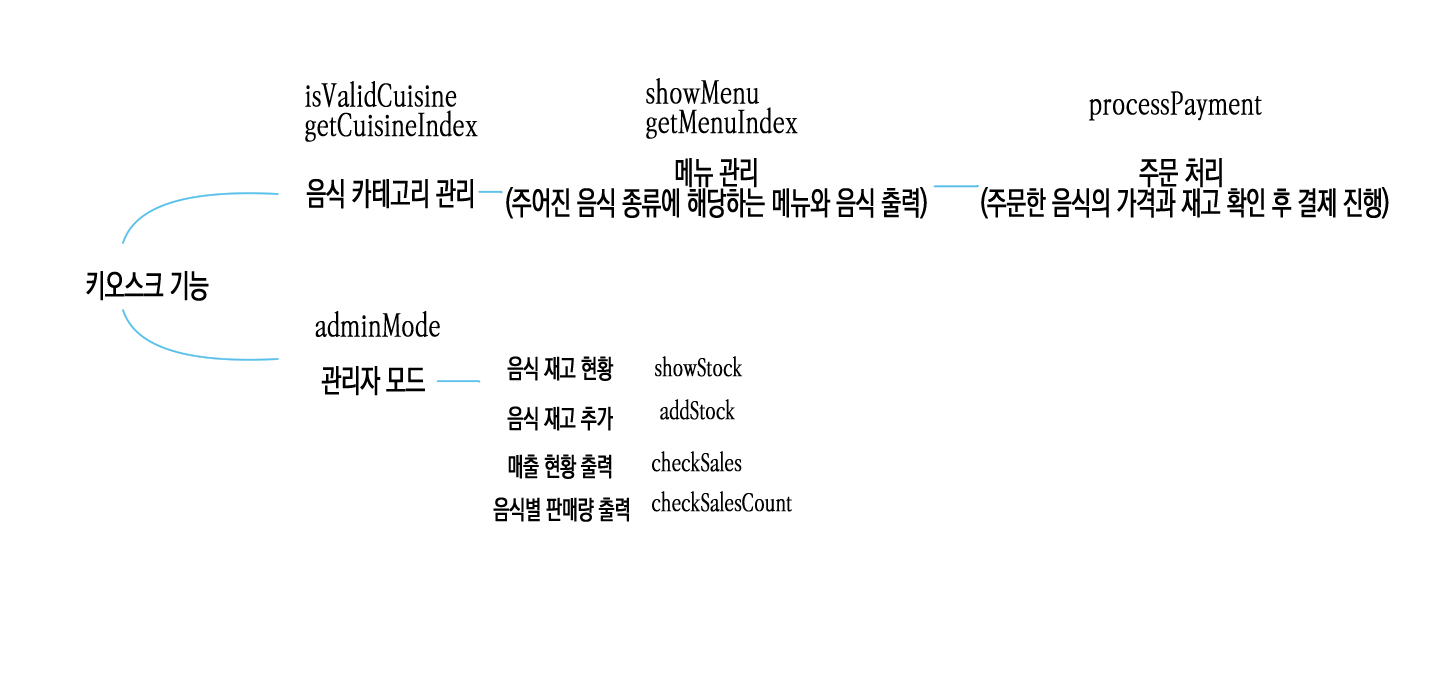 isValidCuisine
getCuisineIndex
음식 카테고리 관리
showMenu
getMenuIndex
메뉴 관리
(주어진 음식 종류에 해당하는 메뉴와 음식 출력)
processPayment
주문 처리
(주문한 음식의 가격과 재고 확인 후 결제 진행)
키오스크 기능
adminMode
관리자 모드
음식 재고 현황 showStock
음식 재고 추가 addStock
매출 현황 출력 checkSales
음식별 판매량 출력 checkSalesCount